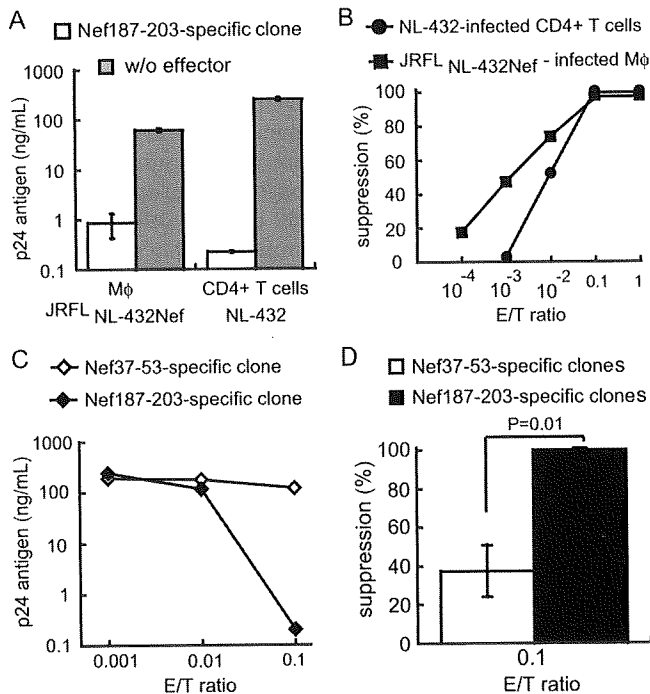 A
Nef187-203-specific clone
w/o effector
1000
100
10
1
0.1
p24 antigen (ng/mL)
Mϕ
CD4+ T cells
JRFL NL-432Nef
NL-432
B
NL-432-infected CD4+ T cells
JRFL NL-432Nef - infected Mϕ
100
80
60
40
20
0
suppression (%)
10-4
10-3
10-2
0.1
1
E/T ratio
C
Nef37-53-specific clone
Nef187-203-specific clone
1000
100
10
1
0.1
p24 antigen (ng/mL)
0.001
0.01
0.1
E/T ratio
D
Nef37-53-specific clones
Nef187-203-specific clones
P=0.01
100
80
60
40
20
0
suppression (%)
0.1
E/T ratio